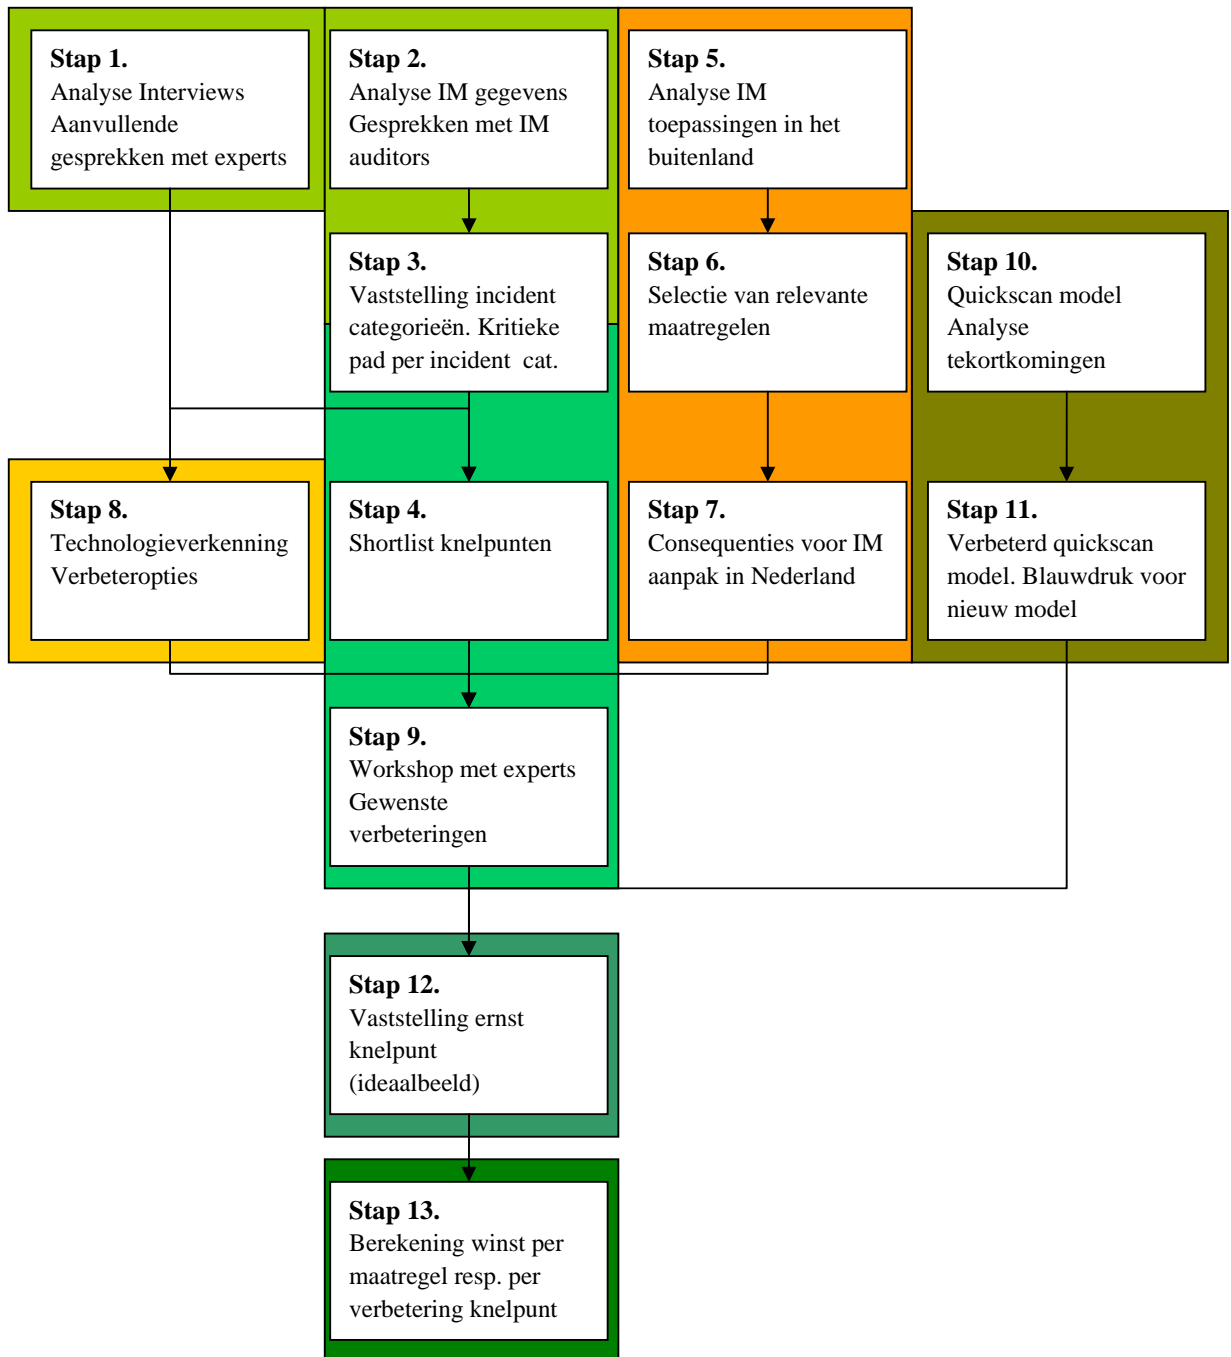 Stap 1.
Analyse Interviews
Aanvullende
gesprekken met experts
Stap 2.
Analyse IM gegevens
Gesprekken met IM
auditors
Stap 5.
Analyse IM
toepassingen in het
buitenland
Stap 3.
Vaststelling incident
categorieën. Kritieke
pad per incident cat.
Stap 6.
Selectie van relevante
maatregelen
Stap 10.
Quickscan model
Analyse
tekortkomingen
Stap 8.
Technologieverkenning
Verbeteropties
Stap 4.
Shortlist knelpunten
Stap 7.
Consequenties voor IM
aanpak in Nederland
Stap 11.
Verbeterd quickscan
model. Blauwdruk voor
nieuw model
Stap 9.
Workshop met experts
Gewenste
verbeteringen
Stap 12.
Vaststelling ernst
knelpunt
(ideaalbeeld)
Stap 13.
Berekening winst per
maatregel resp. per
verbetering knelpunt